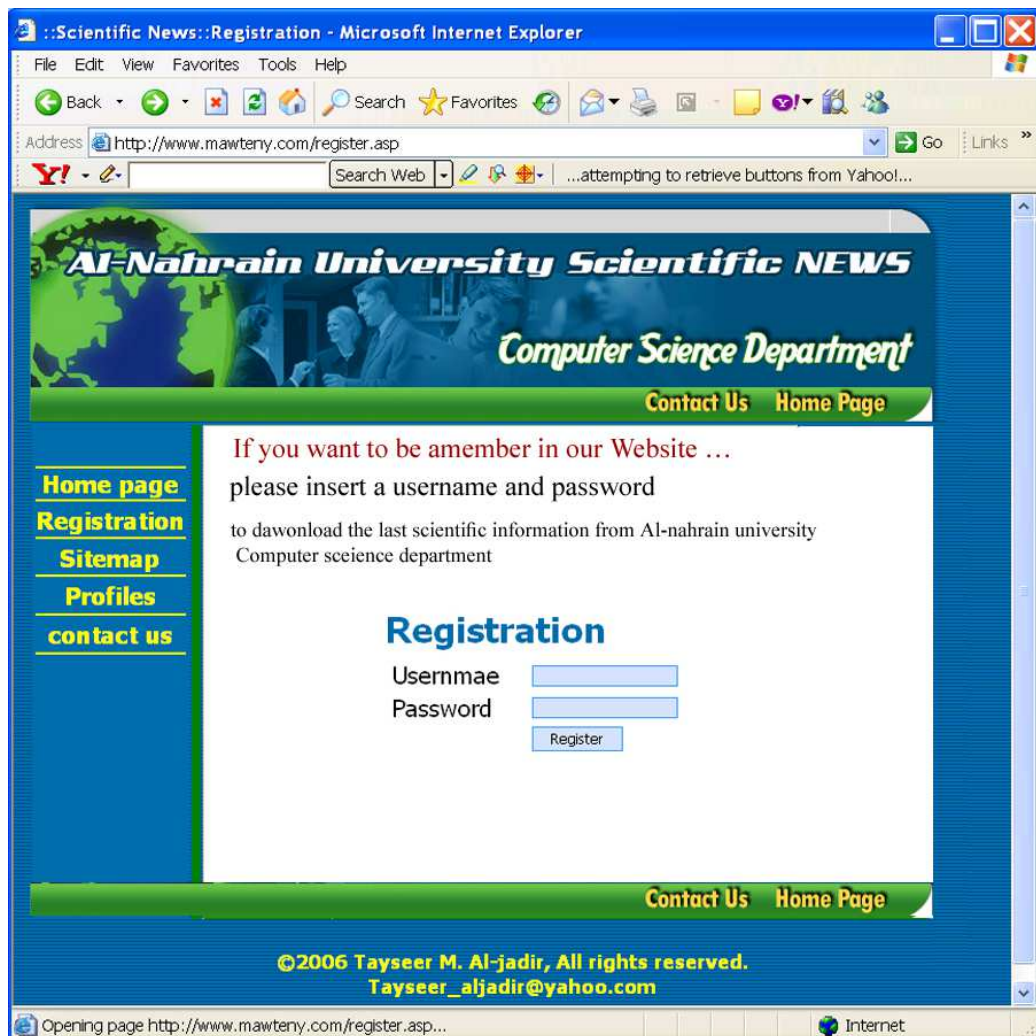 ::Scientific News::Registration - Microsoft Internet Explorer
File Edit View Favorites Tools Help
Back Search Favorites
Address http://www.mawteny.com/register.asp Go Links »
Y! Search Web ...attempting to retrieve buttons from Yahoo!...
Al-Nahrain University Scientific NEWS
Computer Science Department
Contact Us Home Page
If you want to be amember in our Website ...
please insert a username and password
to dawonload the last scientific information from Al-nahrain university
Computer sceience department
Home page
Registration
Sitemap
Profiles
contact us
Registration
Usernmae
Password
Register
Contact Us Home Page
©2006 Tayseer M. Al-jadir, All rights reserved.
Tayseer_aljadir@yahoo.com
Opening page http://www.mawteny.com/register.asp... Internet